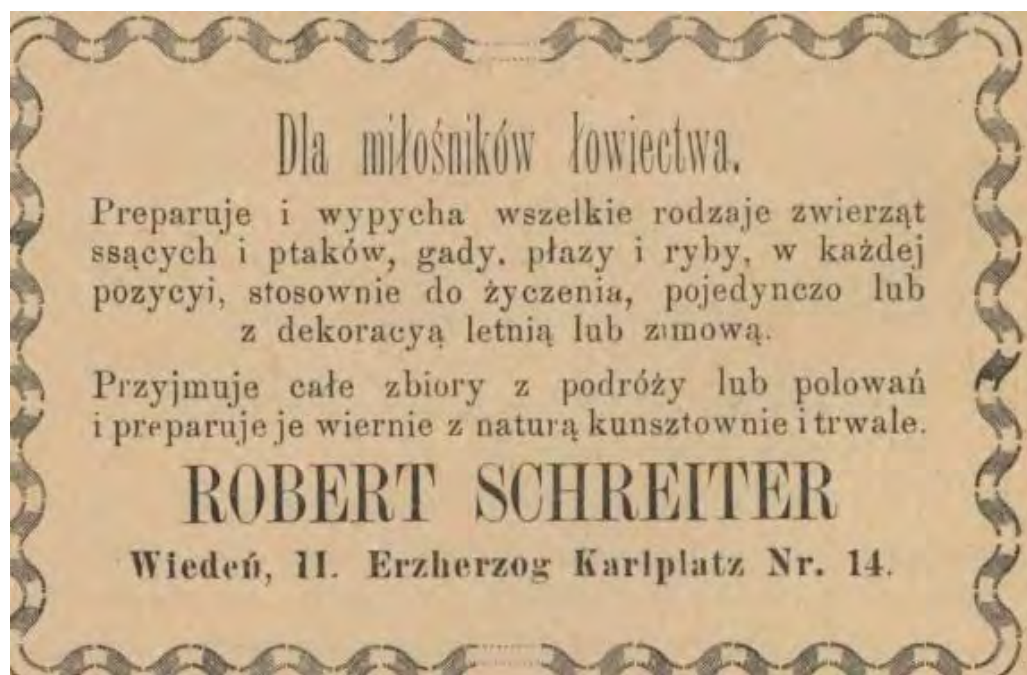 Dla miłośników łowiectwa.
Preparuje i wypycha wszelkie rodzaje zwierząt
ssących i ptaków, gady. płazy i ryby, w każdej
pozycyi, stosownie do życzenia, pojedynczo lub
z dekoracyą letnią lub zimową.
Przyjmuje całe zbiory z podróży lub polowań
i preparuje je wiernie z naturą kunsztownie i trwale.
ROBERT SCHREITER
Wiedeń, II. Erzherzog Karlplatz Nr. 14.